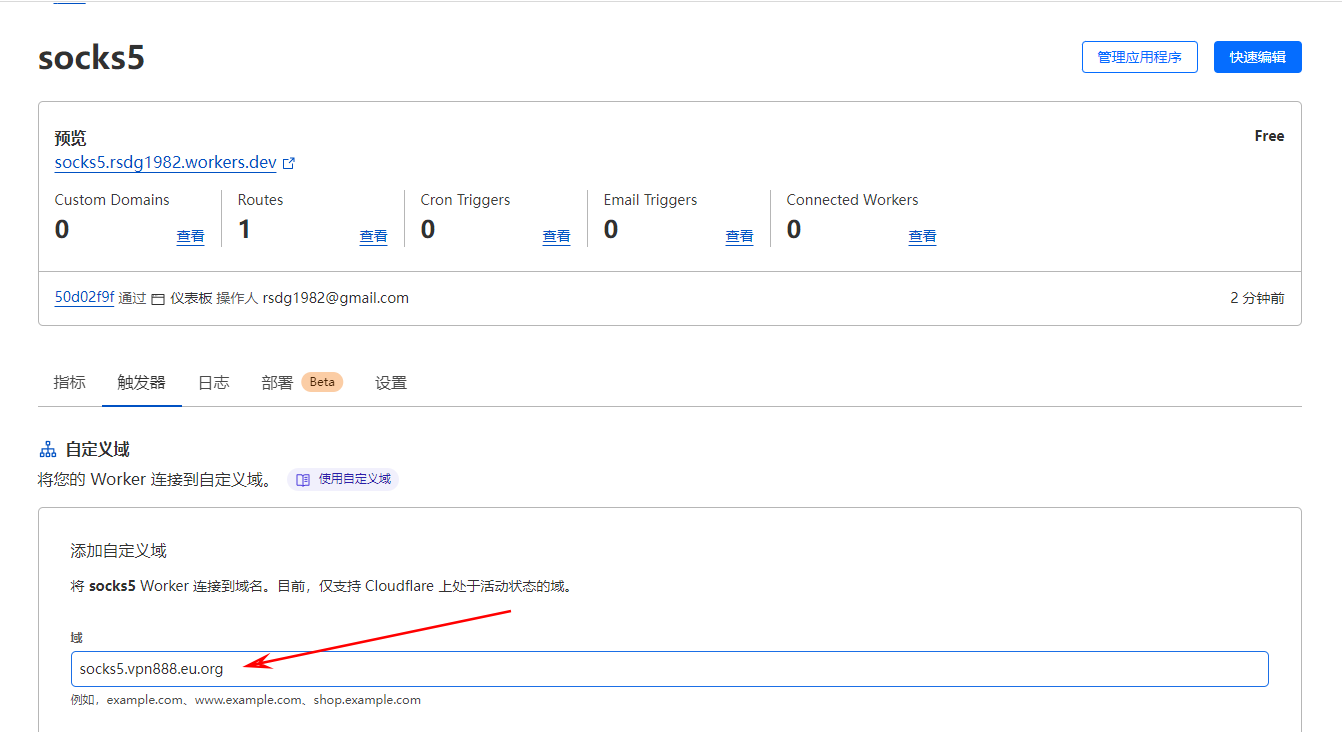 socks5
管理应用程序 快速编辑
预览
Free
socks5.rsdg1982.workers.dev
Custom Domains Routes Cron Triggers Email Triggers Connected Workers
0 查看 1 查看 0 查看 0 查看 0 查看
50d02f9f 通过 仪表板 操作人 rsdg1982@gmail.com 2 分钟前
指标 触发器 日志 部署 Beta 设置
自定义域
将您的 Worker 连接到自定义域。 使用自定义域
添加自定义域
将 socks5 Worker 连接到域名。目前，仅支持 Cloudflare 上处于活动状态的域。
域
socks5.vpn888.eu.org
例如，example.com、www.example.com、shop.example.com